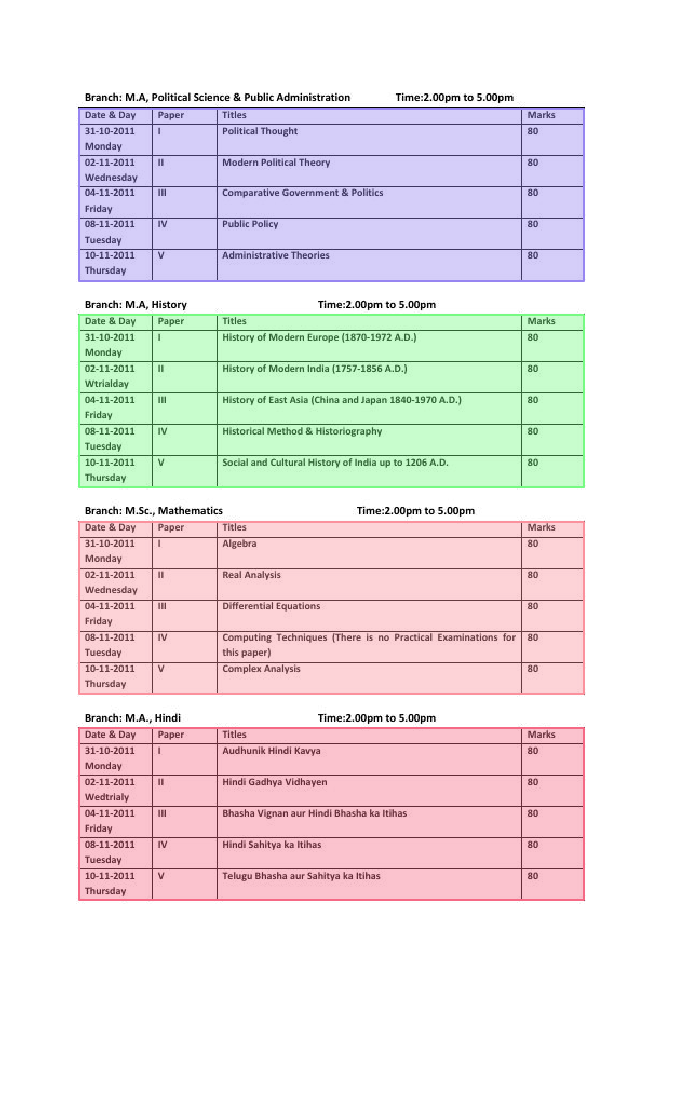 Branch: M.A, Political Science & Public Administration Time:2.00pm to 5.00pm
Date & Day Paper Titles Marks
31-10-2011 I Political Thought 80
Monday
02-11-2011 II Modern Political Theory 80
Wednesday
04-11-2011 III Comparative Government & Politics 80
Friday
08-11-2011 IV Public Policy 80
Tuesday
10-11-2011 V Administrative Theories 80
Thursday
Branch: M.A, History Time:2.00pm to 5.00pm
Date & Day Paper Titles Marks
31-10-2011 I History of Modern Europe (1870-1972 A.D.) 80
Monday
02-11-2011 II History of Modern India (1757-1856 A.D.) 80
Wtrialday
04-11-2011 III History of East Asia (China and Japan 1840-1970 A.D.) 80
Friday
08-11-2011 IV Historical Method & Historiography 80
Tuesday
10-11-2011 V Social and Cultural History of India up to 1206 A.D. 80
Thursday
Branch: M.Sc., Mathematics Time:2.00pm to 5.00pm
Date & Day Paper Titles Marks
31-10-2011 I Algebra 80
Monday
02-11-2011 II Real Analysis 80
Wednesday
04-11-2011 III Differential Equations 80
Friday
08-11-2011 IV Computing Techniques (There is no Practical Examinations for 80
Tuesday this paper)
10-11-2011 V Complex Analysis 80
Thursday
Branch: M.A., Hindi Time:2.00pm to 5.00pm
Date & Day Paper Titles Marks
31-10-2011 I Audhunik Hindi Kavya 80
Monday
02-11-2011 II Hindi Gadhya Vidhayen 80
Wedtrialy
04-11-2011 III Bhasha Vignan aur Hindi Bhasha ka Itihas 80
Friday
08-11-2011 IV Hindi Sahitya ka Itihas 80
Tuesday
10-11-2011 V Telugu Bhasha aur Sahitya ka Itihas 80
Thursday